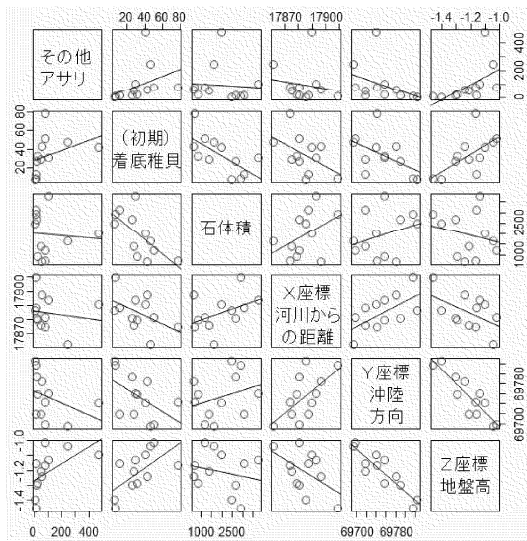 20 40 60 80
17870 17900
-1.4 -1.2 -1.0
その他
アサリ
0 200 400
20 40 60 80
(初期)
着底稚貝
石体積
1000 2500
17870 17900
X座標
河川から
の距離
Y座標
沖陸
方向
69700 69780
-1.4 -1.2 -1.0
Z座標
地盤高
0 200 400
1000 2500
69700 69780